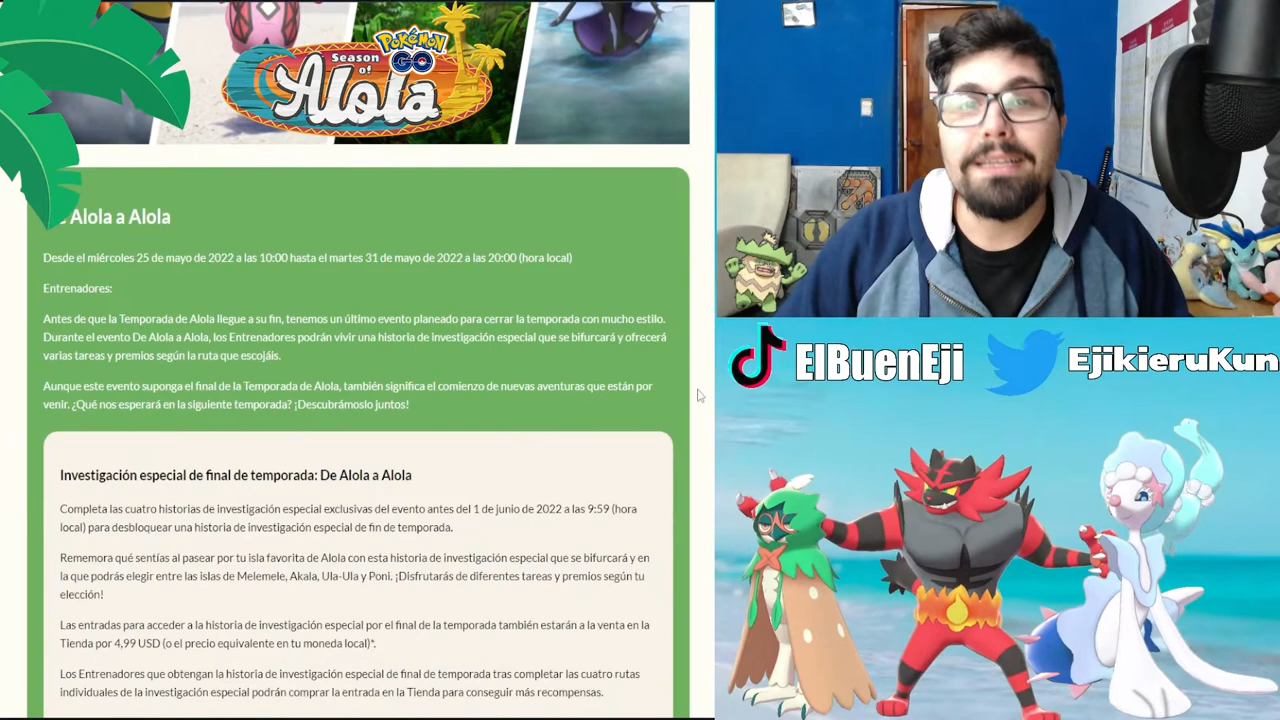 Pokémon
GO
Season
of
Alola
Alola a Alola
Desde el miércoles 25 de mayo de 2022 a las 10:00 hasta el martes 31 de mayo de 2022 a las 20:00 (hora local)
Entrenadores:
Antes de que la Temporada de Alola llegue a su fin, tenemos un último evento planeado para cerrar la temporada con mucho estilo.
Durante el evento De Alola a Alola, los Entrenadores podrán vivir una historia de investigación especial que se bifurcará y ofrecerá
varias tareas y premios según la ruta que escojáis.
Aunque este evento suponga el final de la Temporada de Alola, también significa el comienzo de nuevas aventuras que están por
venir. ¿Qué nos esperará en la siguiente temporada? ¡Descubrámoslo juntos!
Investigación especial de final de temporada: De Alola a Alola
Completa las cuatro historias de investigación especial exclusivas del evento antes del 1 de junio de 2022 a las 9:59 (hora
local) para desbloquear una historia de investigación especial de fin de temporada.
Rememora qué sentías al pasear por tu isla favorita de Alola con esta historia de investigación especial que se bifurcará y en
la que podrás elegir entre las islas de Melemele, Akala, Ula-Ula y Poni. ¡Disfrutarás de diferentes tareas y premios según tu
elección!
Las entradas para acceder a la historia de investigación especial por el final de la temporada también estarán a la venta en la
Tienda por 4,99 USD (o el precio equivalente en tu moneda local)*.
Los Entrenadores que obtengan la historia de investigación especial de final de temporada tras completar las cuatro rutas
individuales de la investigación especial podrán comprar la entrada en la Tienda para conseguir más recompensas.
ElBuenEji
EjikieruKun